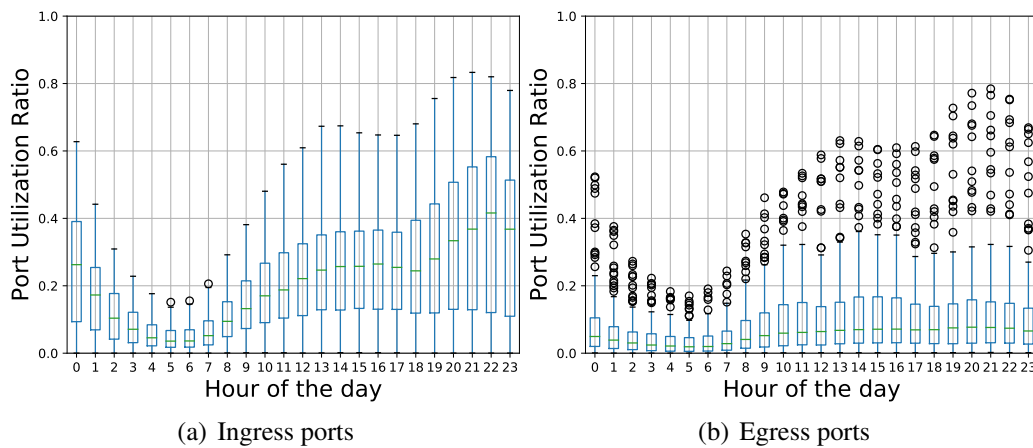 1.0
0.8
0.6
0.4
0.2
0.0
Port Utilization Ratio
0 1 2 3 4 5 6 7 8 9 10 11 12 13 14 15 16 17 18 19 20 21 22 23
Hour of the day
(a) Ingress ports
1.0
0.8
0.6
0.4
0.2
0.0
Port Utilization Ratio
0 1 2 3 4 5 6 7 8 9 10 11 12 13 14 15 16 17 18 19 20 21 22 23
Hour of the day
(b) Egress ports